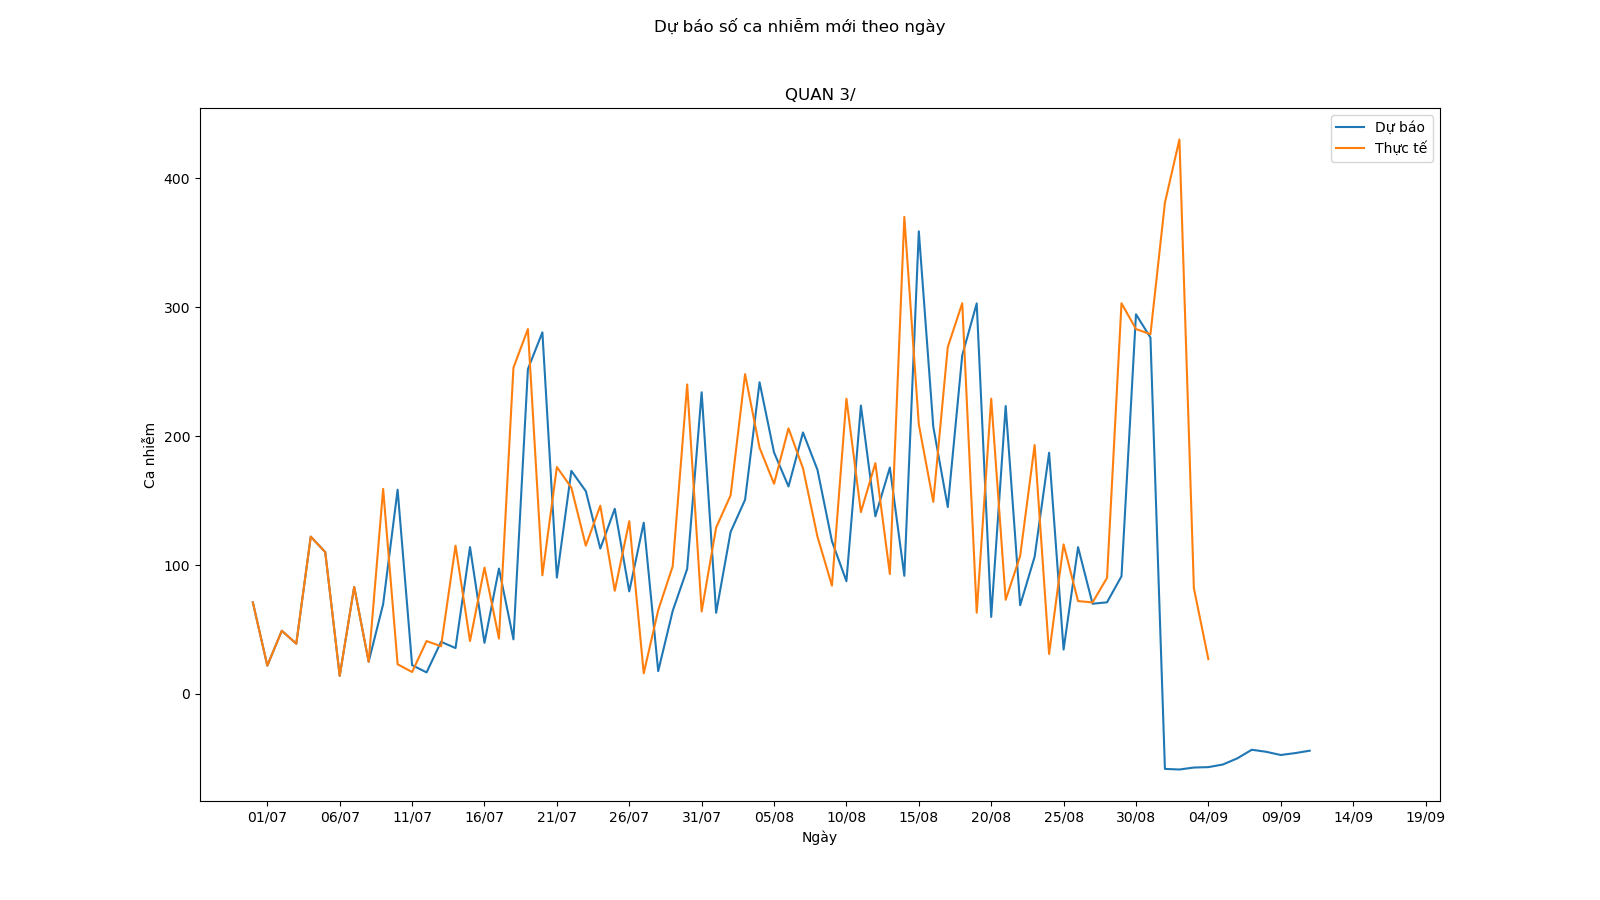 Dự báo số ca nhiễm mới theo ngày
QUAN 3/
Dự báo
Thực tế
400
300
200
100
0
Ca nhiễm
01/07 06/07 11/07 16/07 21/07 26/07 31/07 05/08 10/08 15/08 20/08 25/08 30/08 04/09 09/09 14/09 19/09
Ngày